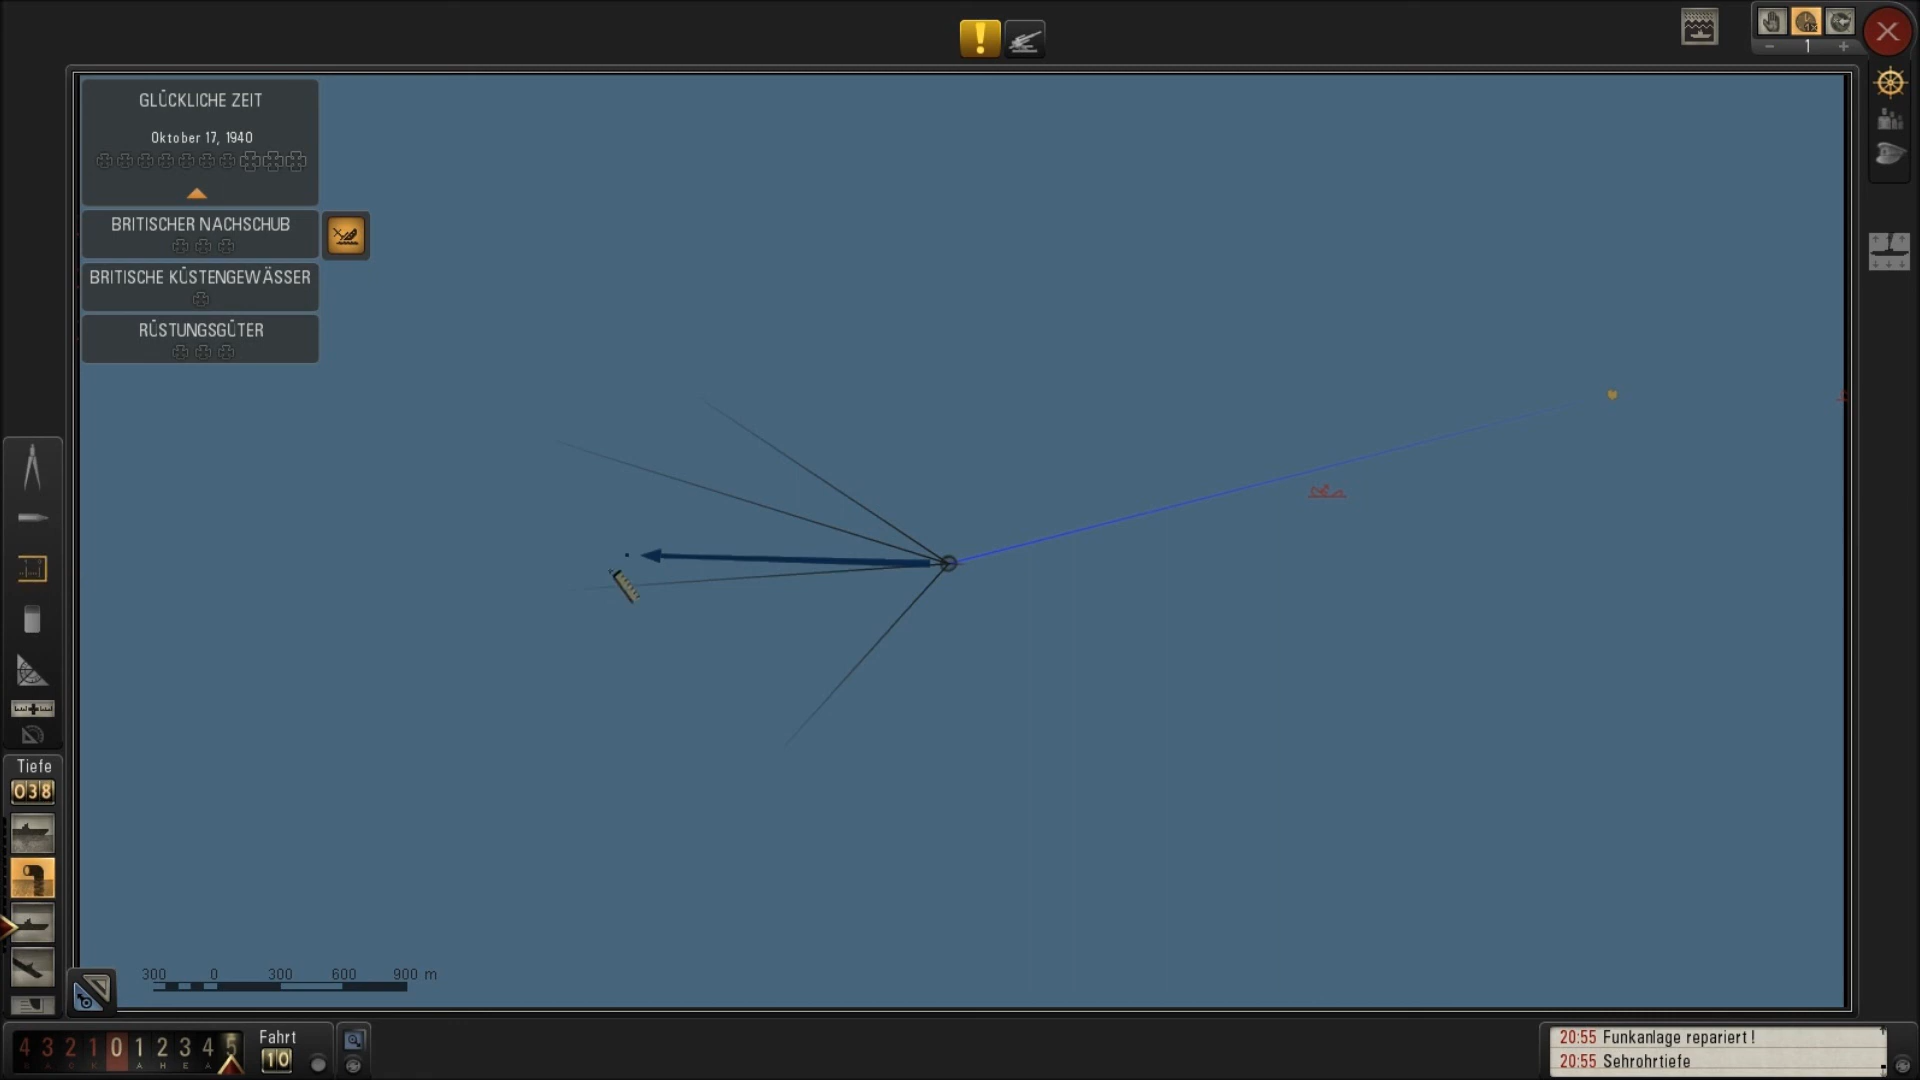 1
GLÜCKLICHE ZEIT
Oktober 17, 1940
BRITISCHER NACHSCHUB
BRITISCHE KÜSTENGEWÄSSER
RÜSTUNGSGÜTER
Tiefe
038
300 0 300 600 900 m
4 3 2 1 0 1 2 3 4 5
B A C K A H E A
Fahrt
10
20:55 Funkanlage repariert !
20:55 Sehrohrtiefe